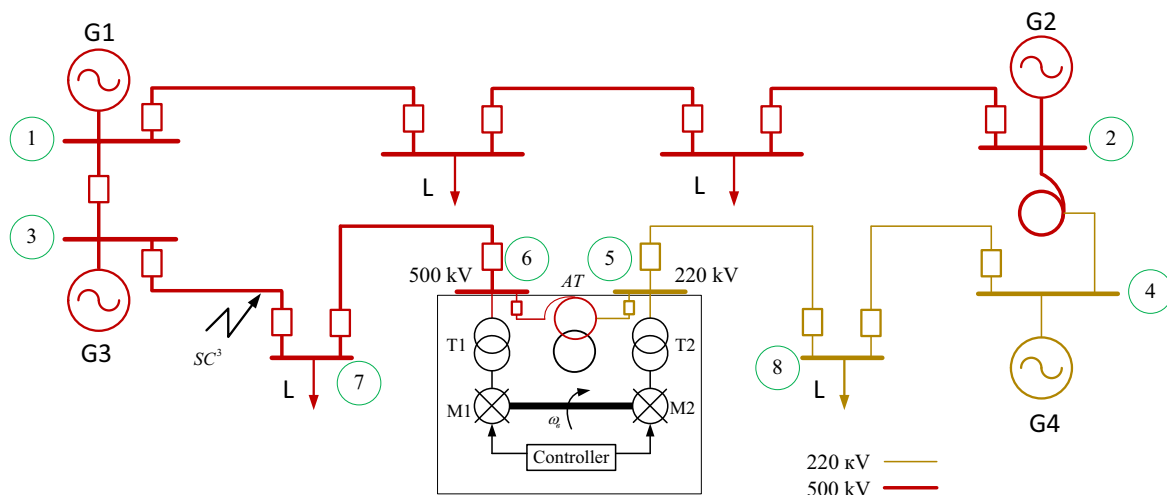 G1
G2
1
2
L
L
3
6
5
500 kV
AT
220 kV
4
G3
SC³
T1
T2
L
7
8
L
G4
M1
M2
ωв
Controller
220 кV
500 kV